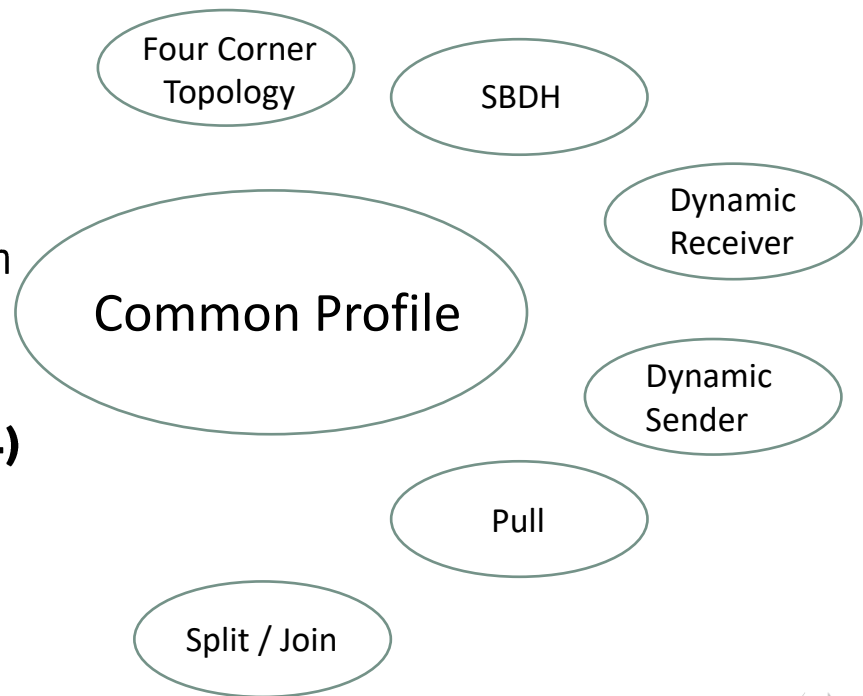 Four Corner
Topology
SBDH
Dynamic
Receiver
Common Profile
Dynamic
Sender
Pull
Split / Join